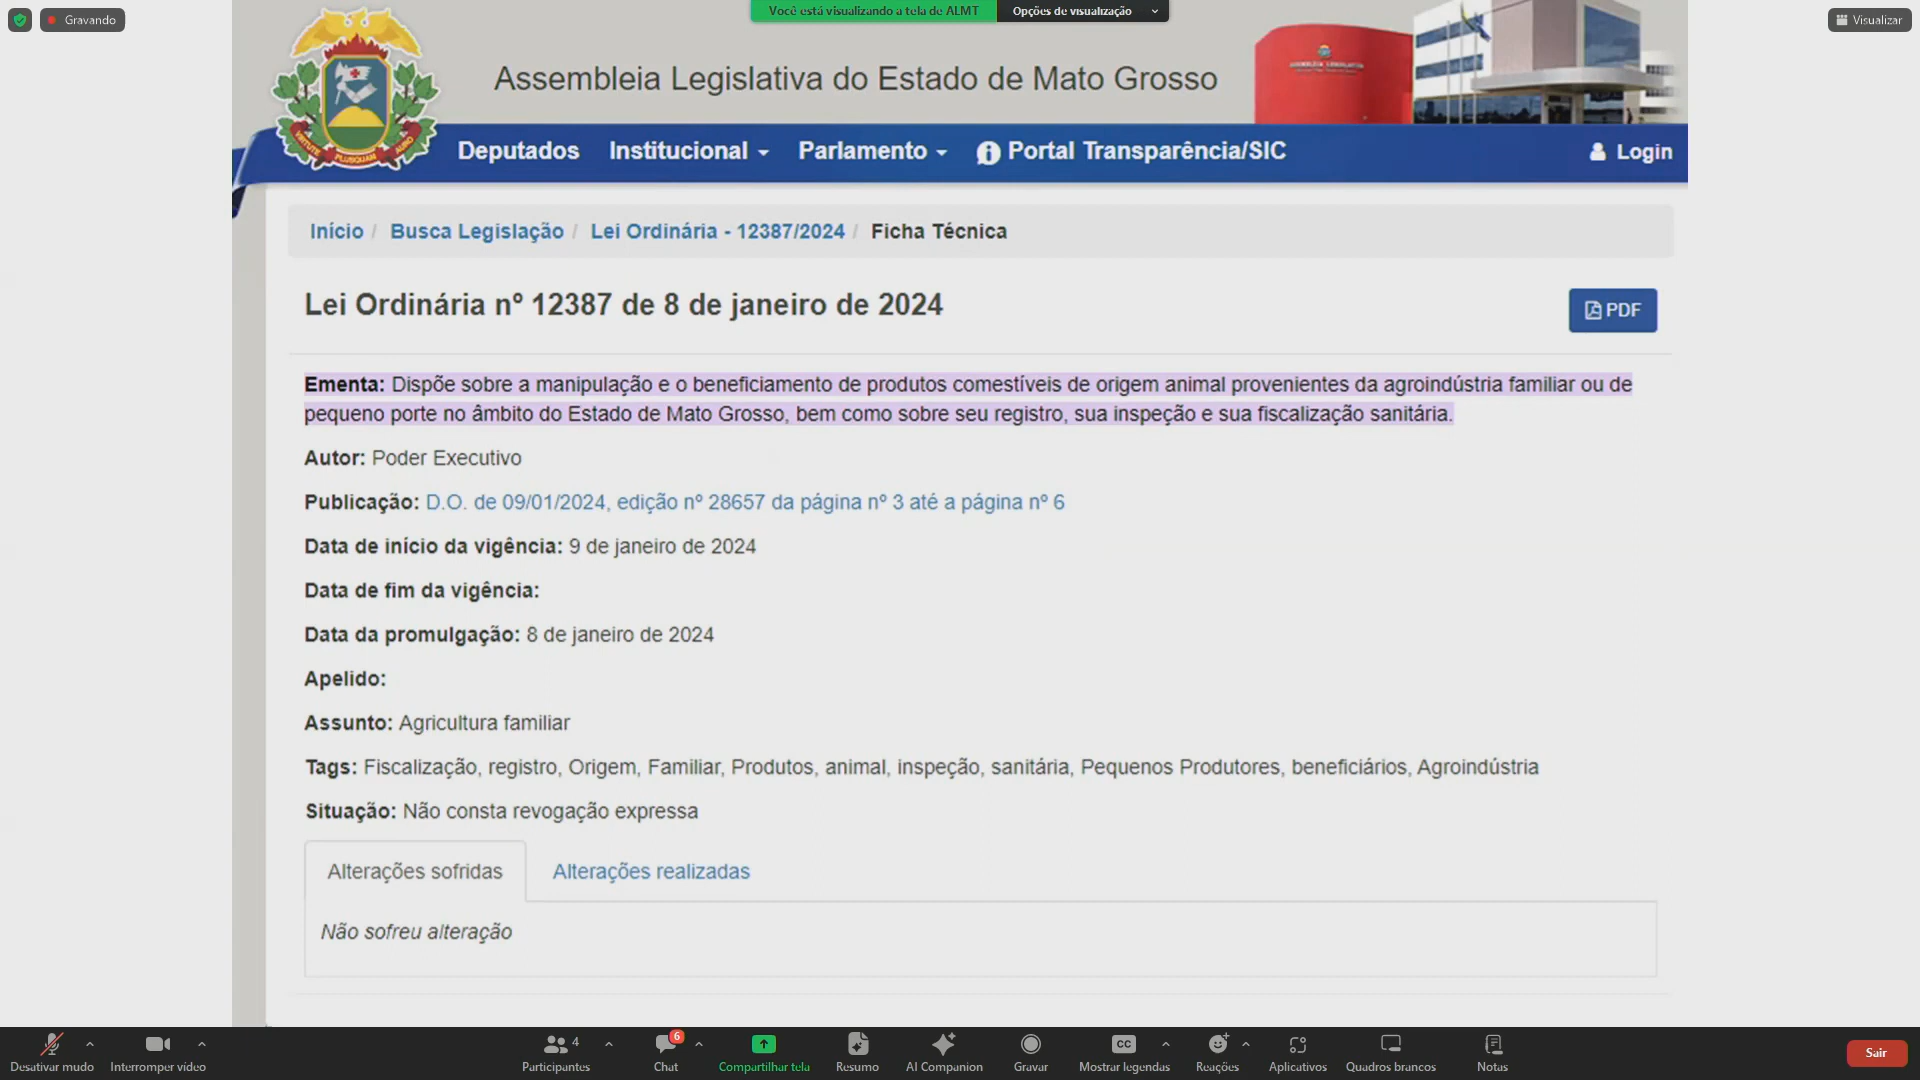 Gravando
Você está visualizando a tela de ALMT
Opções de visualização
Visualizar
Assembleia Legislativa do Estado de Mato Grosso
VIRTUTE PLUSQUAM AURO
Deputados Institucional Parlamento Portal Transparência/SIC Login
Início / Busca Legislação / Lei Ordinária - 12387/2024 / Ficha Técnica
Lei Ordinária nº 12387 de 8 de janeiro de 2024
PDF
Ementa: Dispõe sobre a manipulação e o beneficiamento de produtos comestíveis de origem animal provenientes da agroindústria familiar ou de
pequeno porte no âmbito do Estado de Mato Grosso, bem como sobre seu registro, sua inspeção e sua fiscalização sanitária.
Autor: Poder Executivo
Publicação: D.O. de 09/01/2024, edição nº 28657 da página nº 3 até a página nº 6
Data de início da vigência: 9 de janeiro de 2024
Data de fim da vigência:
Data da promulgação: 8 de janeiro de 2024
Apelido:
Assunto: Agricultura familiar
Tags: Fiscalização, registro, Origem, Familiar, Produtos, animal, inspeção, sanitária, Pequenos Produtores, beneficiários, Agroindústria
Situação: Não consta revogação expressa
Alterações sofridas Alterações realizadas
Não sofreu alteração
4 6 CC
Desativar mudo Interromper vídeo Participantes Chat Compartilhar tela Resumo AI Companion Gravar Mostrar legendas Reações Aplicativos Quadros brancos Notas Sair